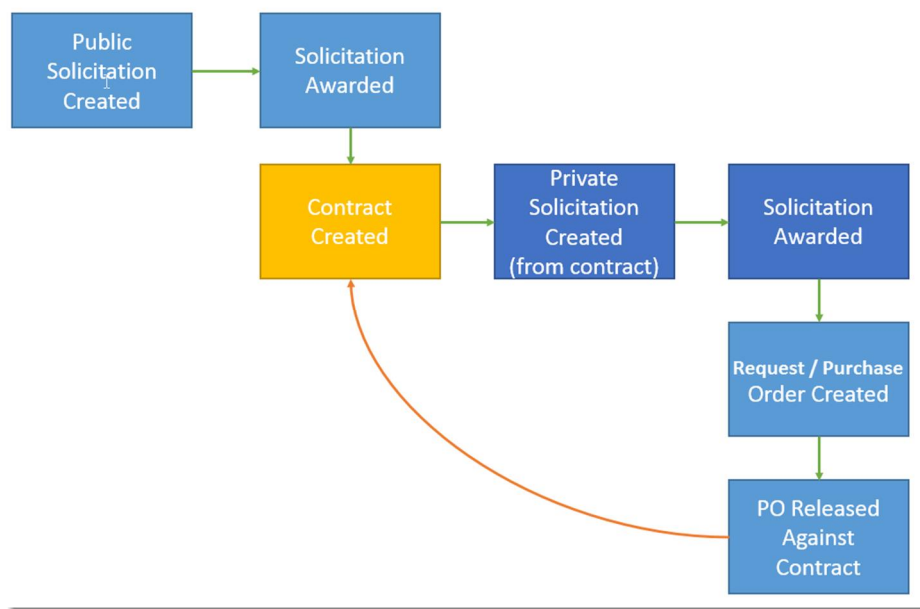 Public
Solicitation
Created
Solicitation
Awarded
Contract
Created
Private
Solicitation
Created
(from contract)
Solicitation
Awarded
Request / Purchase
Order Created
PO Released
Against
Contract